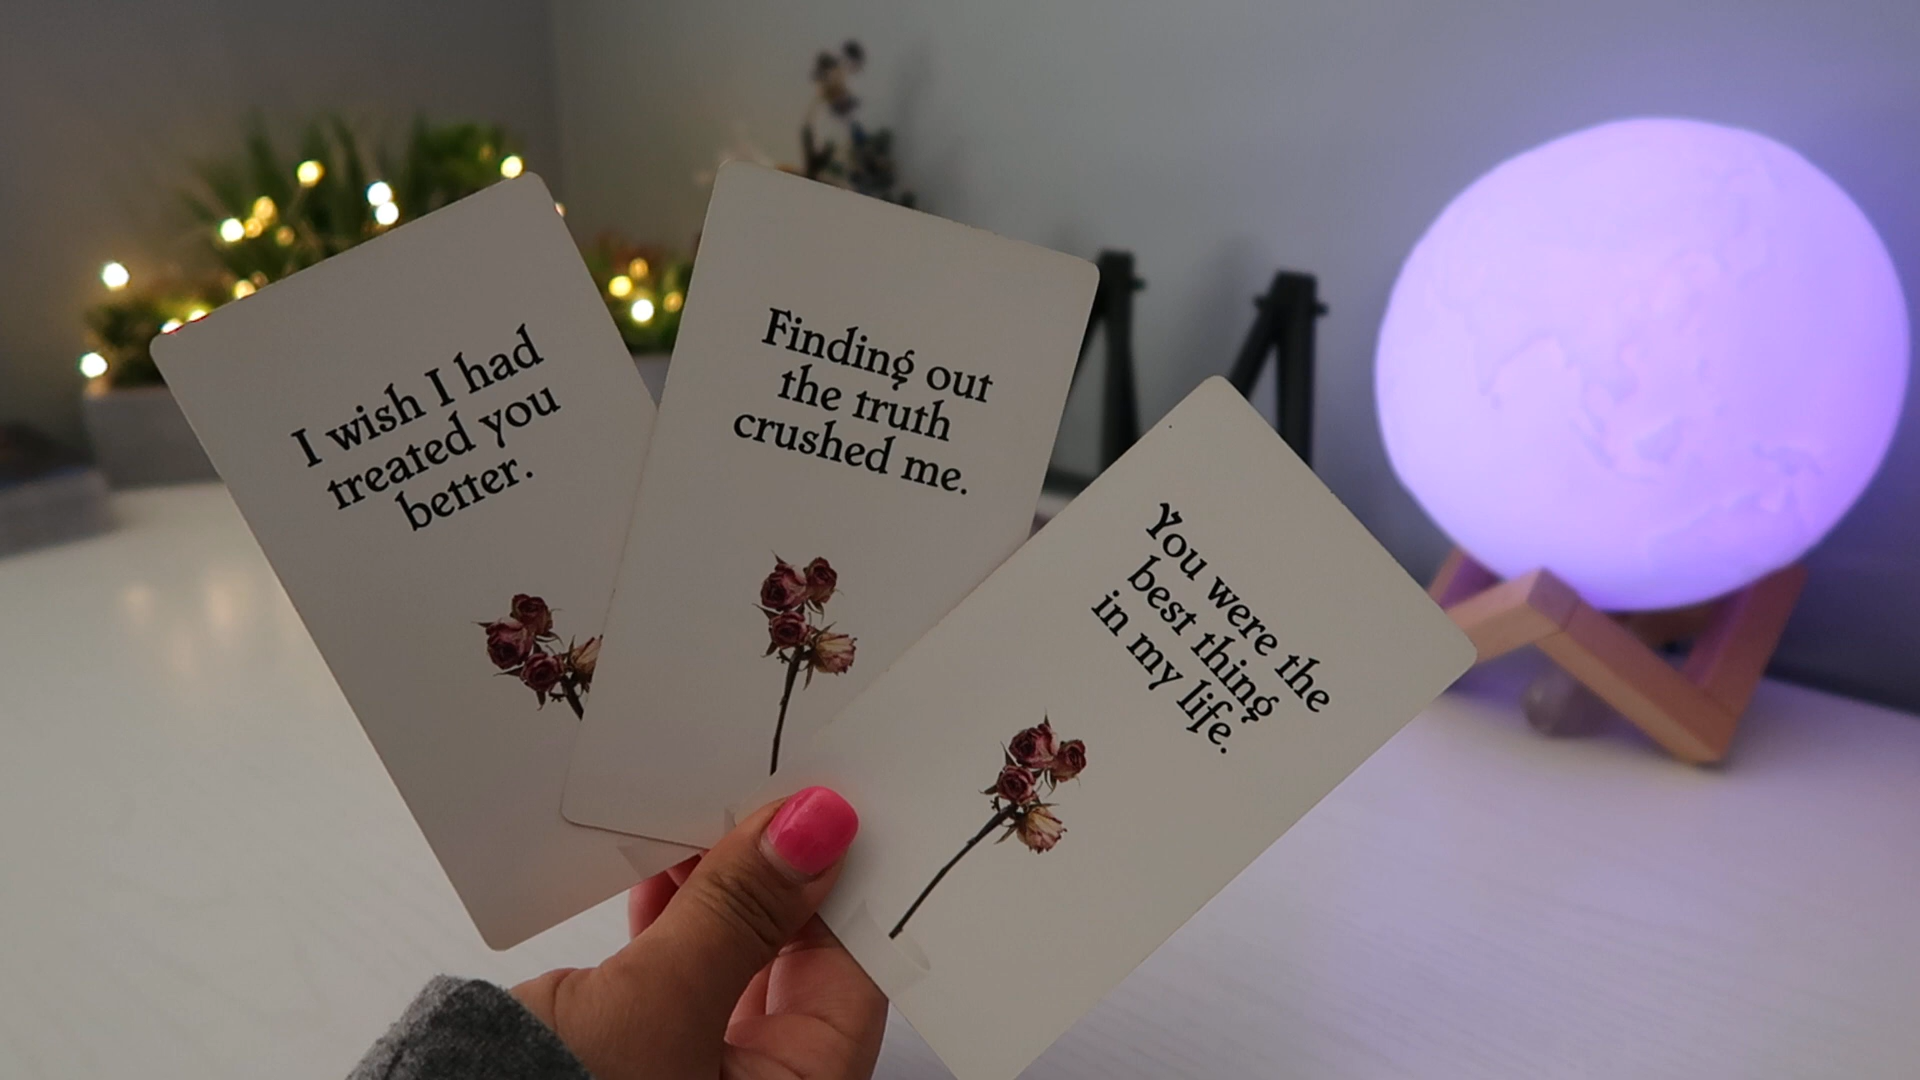 I wish I had
treated you
better.
Finding out
the truth
crushed me.
You were the
best thing
in my life.